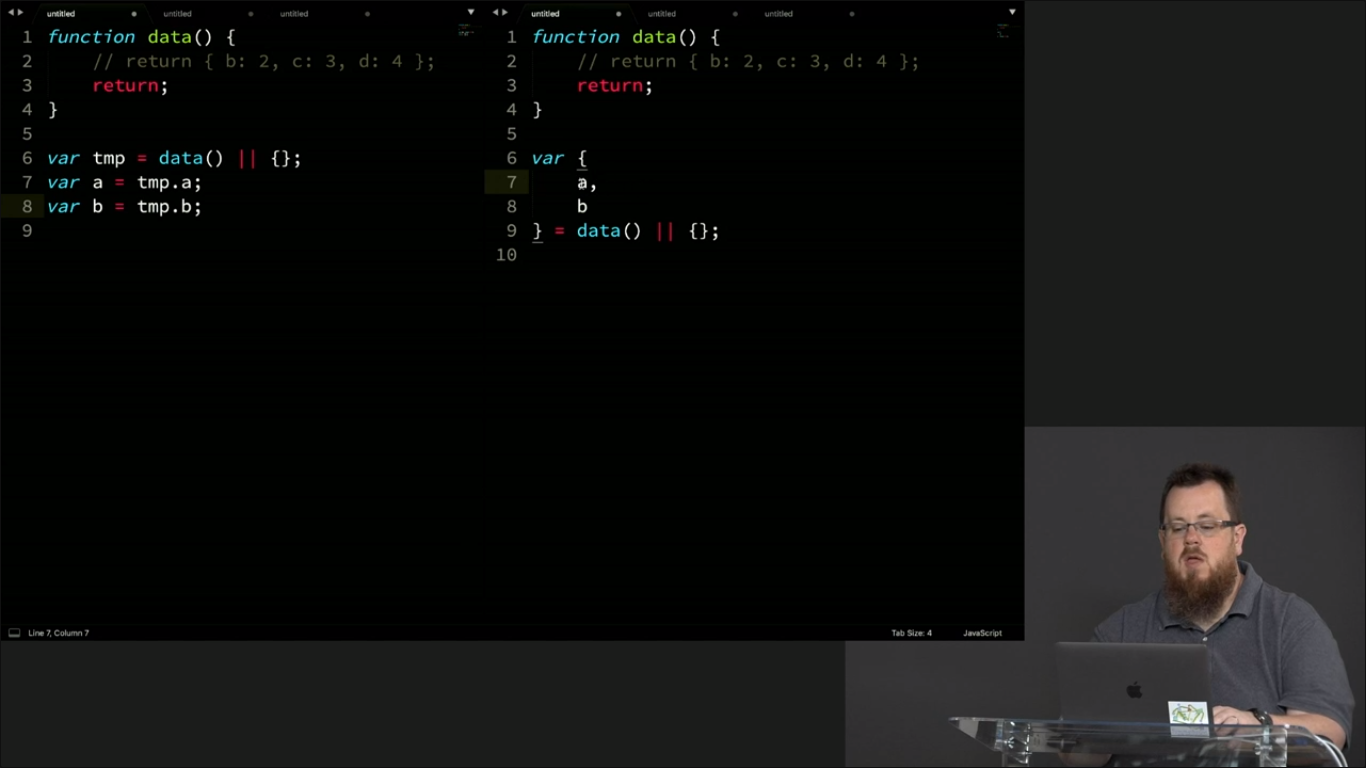 untitled untitled untitled
1 function data() {
2 // return { b: 2, c: 3, d: 4 };
3 return;
4 }
5
6 var tmp = data() || {};
7 var a = tmp.a;
8 var b = tmp.b;
9
untitled untitled untitled
1 function data() {
2 // return { b: 2, c: 3, d: 4 };
3 return;
4 }
5
6 var {
7 a,
8 b
9 } = data() || {};
10
Line 7, Column 7
Tab Size: 4 JavaScript